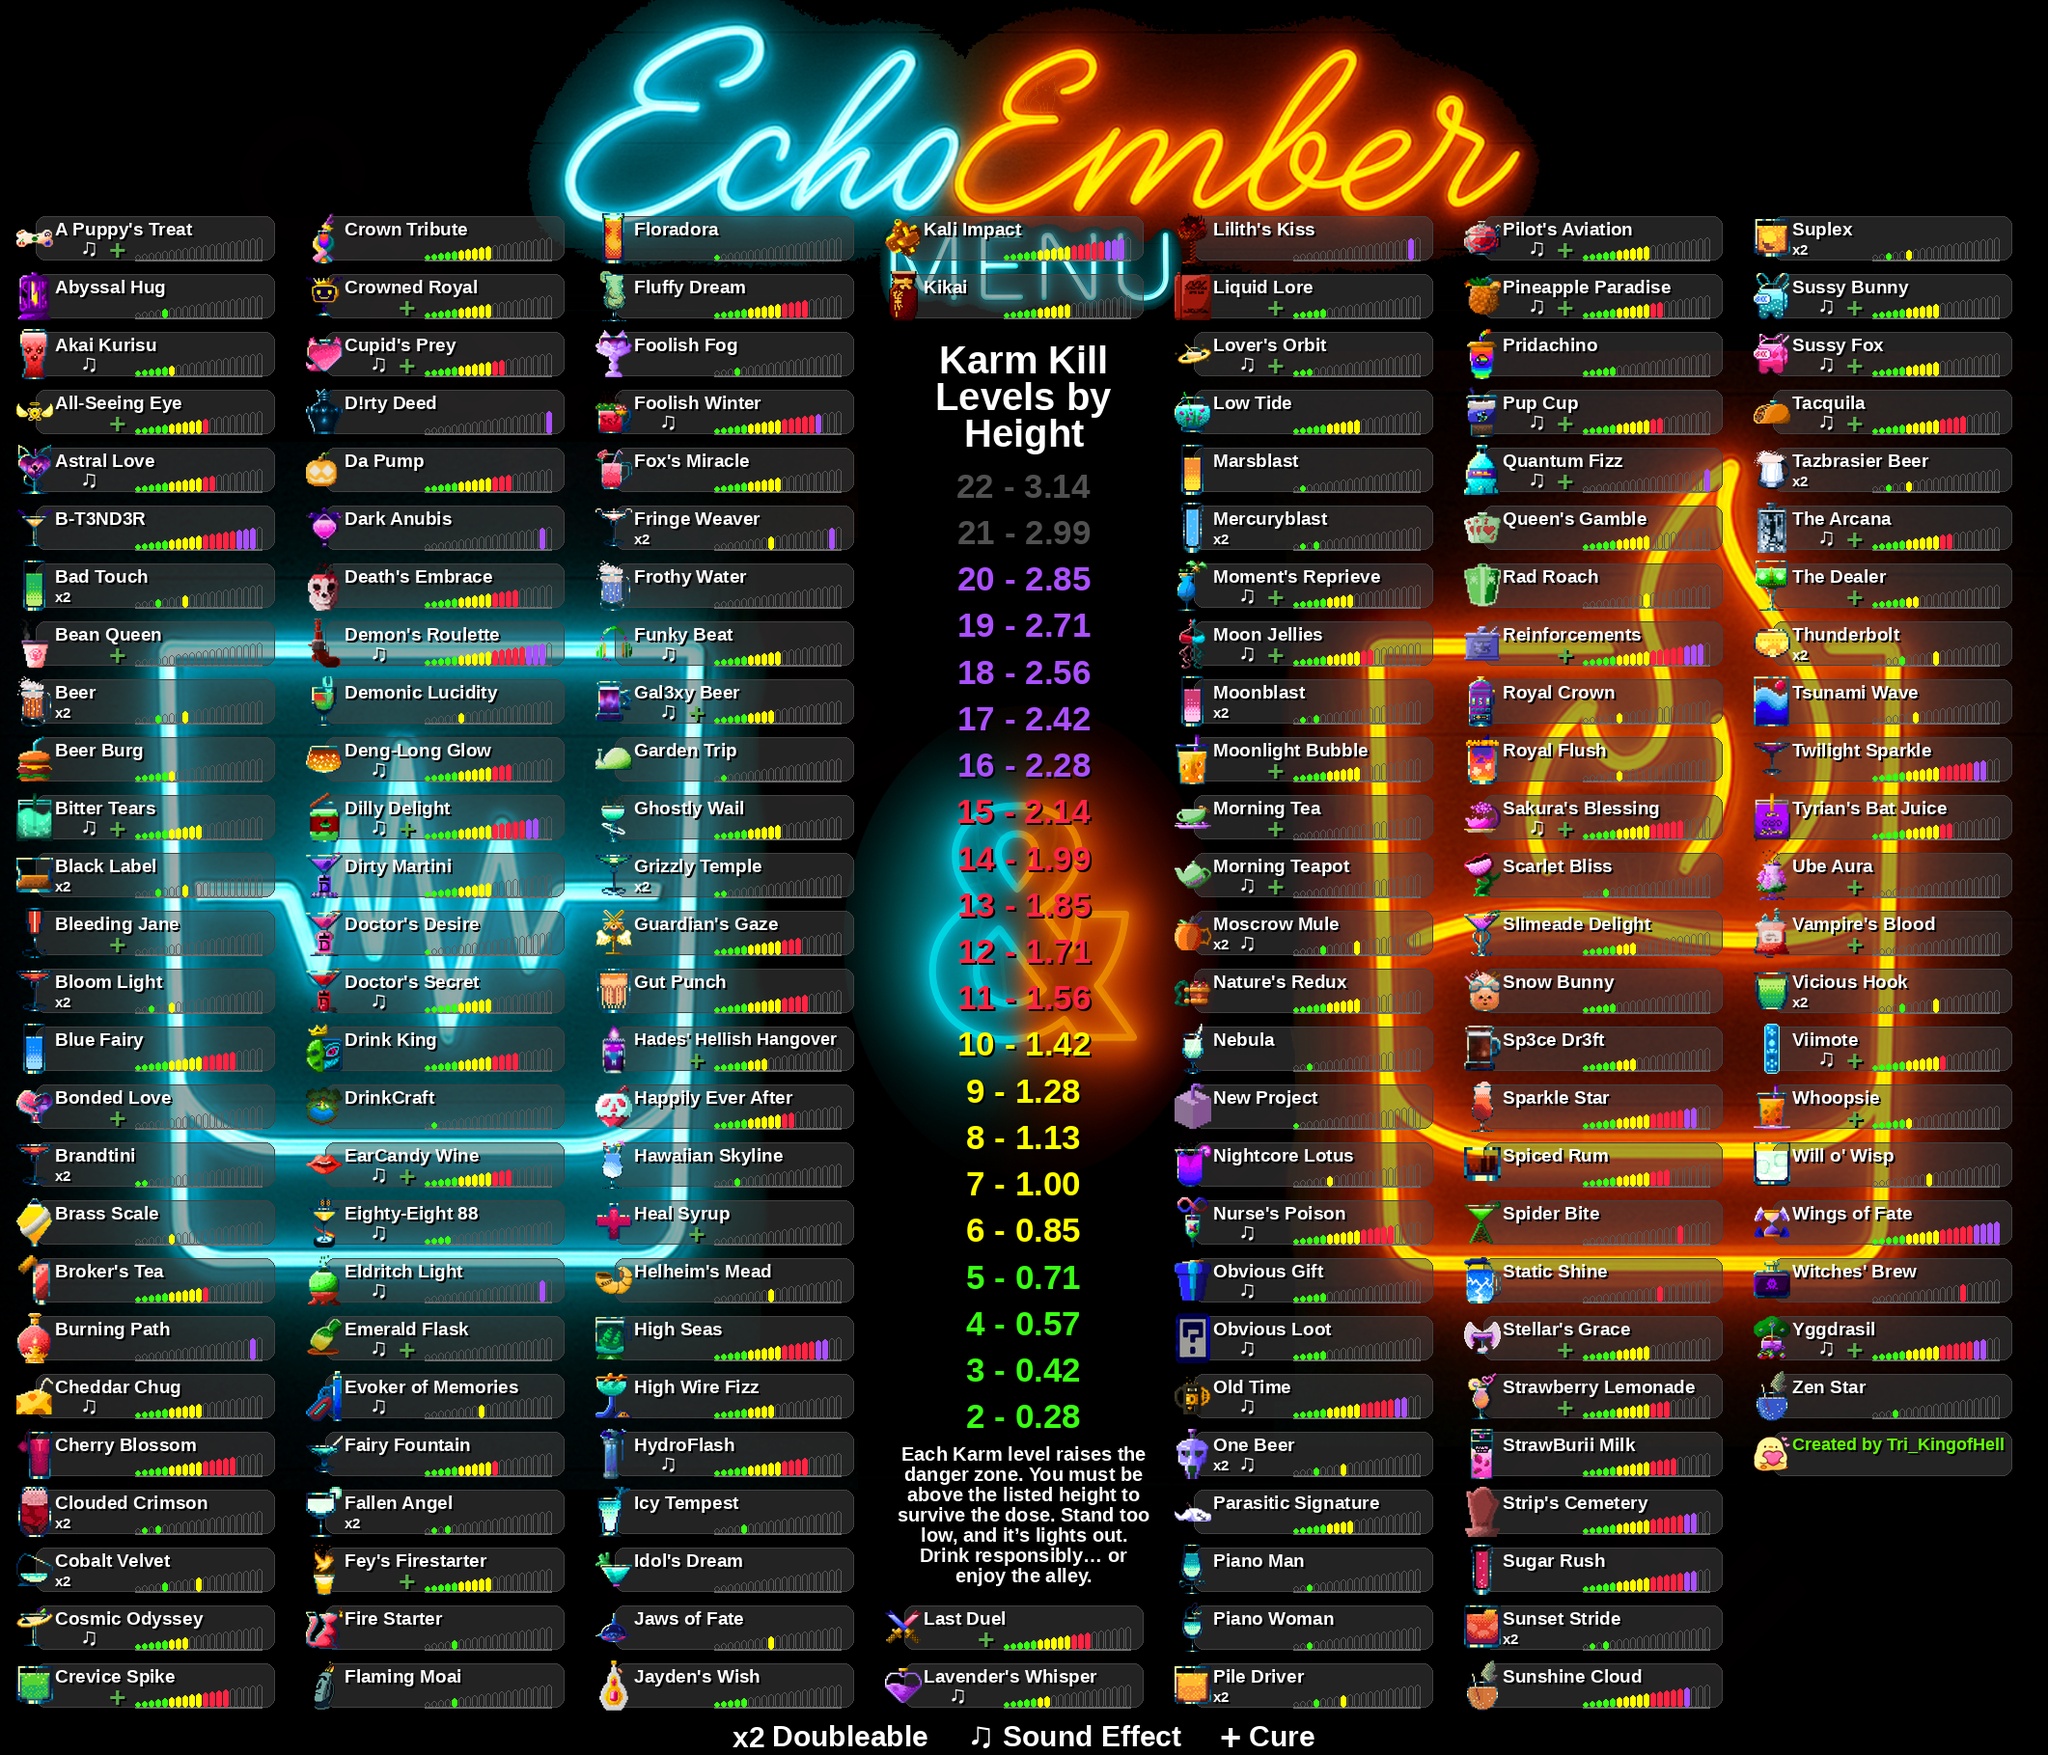 EchoEmber
MENU
A Puppy's Treat
♫ +
Abyssal Hug
Akai Kurisu
♫
All-Seeing Eye
+
Astral Love
♫
B-T3ND3R
Bad Touch
x2
Bean Queen
+
Beer
x2
Beer Burg
Bitter Tears
♫ +
Black Label
x2
Bleeding Jane
+
Bloom Light
x2
Blue Fairy
Bonded Love
+
Brandtini
x2
Brass Scale
Broker's Tea
Burning Path
Cheddar Chug
♫
Cherry Blossom
Clouded Crimson
x2
Cobalt Velvet
x2
Cosmic Odyssey
♫
Crevice Spike
+
Crown Tribute
Crowned Royal
+
Cupid's Prey
♫ +
D!rty Deed
Da Pump
Dark Anubis
Death's Embrace
Demon's Roulette
♫
Demonic Lucidity
Deng-Long Glow
♫
Dilly Delight
♫ +
Dirty Martini
Doctor's Desire
Doctor's Secret
♫
Drink King
DrinkCraft
EarCandy Wine
♫ +
Eighty-Eight 88
♫
Eldritch Light
♫
Emerald Flask
♫ +
Evoker of Memories
♫
Fairy Fountain
Fallen Angel
x2
Fey's Firestarter
+
Fire Starter
Flaming Moai
Floradora
Fluffy Dream
Foolish Fog
Foolish Winter
♫
Fox's Miracle
Fringe Weaver
x2
Frothy Water
Funky Beat
♫
Gal3xy Beer
♫ +
Garden Trip
Ghostly Wail
Grizzly Temple
x2
Guardian's Gaze
Gut Punch
Hades' Hellish Hangover
+
Happily Ever After
Hawaiian Skyline
Heal Syrup
+
Helheim's Mead
High Seas
High Wire Fizz
HydroFlash
♫
Icy Tempest
Idol's Dream
Jaws of Fate
Jayden's Wish
Kali Impact
Kikai
Karm Kill
Levels by
Height
22 - 3.14
21 - 2.99
20 - 2.85
19 - 2.71
18 - 2.56
17 - 2.42
16 - 2.28
15 - 2.14
14 - 1.99
13 - 1.85
12 - 1.71
11 - 1.56
10 - 1.42
9 - 1.28
8 - 1.13
7 - 1.00
6 - 0.85
5 - 0.71
4 - 0.57
3 - 0.42
2 - 0.28
&
Each Karm level raises the
danger zone. You must be
above the listed height to
survive the dose. Stand too
low, and it's lights out.
Drink responsibly… or
enjoy the alley.
Last Duel
+
Lavender's Whisper
♫
Lilith's Kiss
Liquid Lore
+
Lover's Orbit
♫ +
Low Tide
Marsblast
Mercuryblast
x2
Moment's Reprieve
♫ +
Moon Jellies
♫ +
Moonblast
x2
Moonlight Bubble
+
Morning Tea
+
Morning Teapot
♫ +
Moscrow Mule
x2 ♫
Nature's Redux
Nebula
New Project
Nightcore Lotus
Nurse's Poison
♫
Obvious Gift
♫
Obvious Loot
♫
Old Time
♫
One Beer
x2 ♫
Parasitic Signature
Piano Man
Piano Woman
Pile Driver
x2
Pilot's Aviation
♫ +
Pineapple Paradise
♫ +
Pridachino
Pup Cup
♫ +
Quantum Fizz
♫ +
Queen's Gamble
Rad Roach
Reinforcements
+
Royal Crown
Royal Flush
Sakura's Blessing
♫ +
Scarlet Bliss
Slimeade Delight
Snow Bunny
Sp3ce Dr3ft
Sparkle Star
Spiced Rum
Spider Bite
Static Shine
Stellar's Grace
+
Strawberry Lemonade
+
StrawBurii Milk
Strip's Cemetery
Sugar Rush
Sunset Stride
x2
Sunshine Cloud
Suplex
x2
Sussy Bunny
♫ +
Sussy Fox
♫ +
Tacquila
♫ +
Tazbrasier Beer
x2
The Arcana
♫ +
The Dealer
+
Thunderbolt
x2
Tsunami Wave
Twilight Sparkle
Tyrian's Bat Juice
Ube Aura
+
Vampire's Blood
+
Vicious Hook
x2
Viimote
♫ +
Whoopsie
+
Will o' Wisp
Wings of Fate
Witches' Brew
Yggdrasil
♫ +
Zen Star
Created by Tri_KingofHell
x2 Doubleable ♫ Sound Effect + Cure